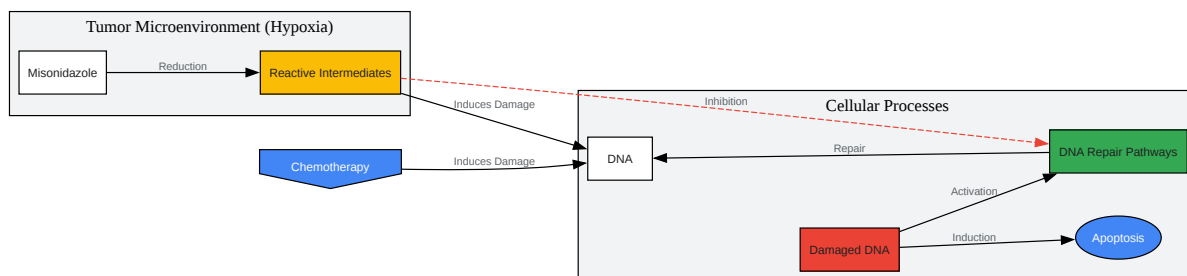 Tumor Microenvironment (Hypoxia)
Misonidazole
Reduction
Reactive Intermediates
Inhibition
Induces Damage
Cellular Processes
Chemotherapy
Induces Damage
DNA
Repair
DNA Repair Pathways
Activation
Damaged DNA
Induction
Apoptosis